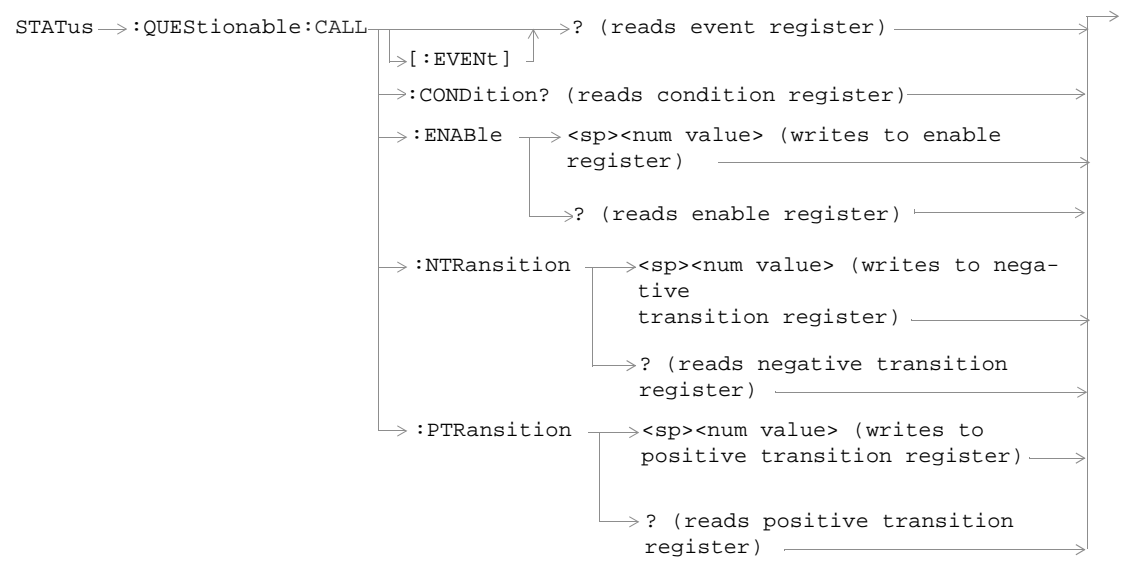 STATus :QUEStionable:CALL ? (reads event register)
[:EVENt]
:CONDition? (reads condition register)
:ENABle <sp><num value> (writes to enable
register)
? (reads enable register)
:NTRansition <sp><num value> (writes to nega-
tive
transition register)
? (reads negative transition
register)
:PTRansition <sp><num value> (writes to
positive transition register)
? (reads positive transition
register)